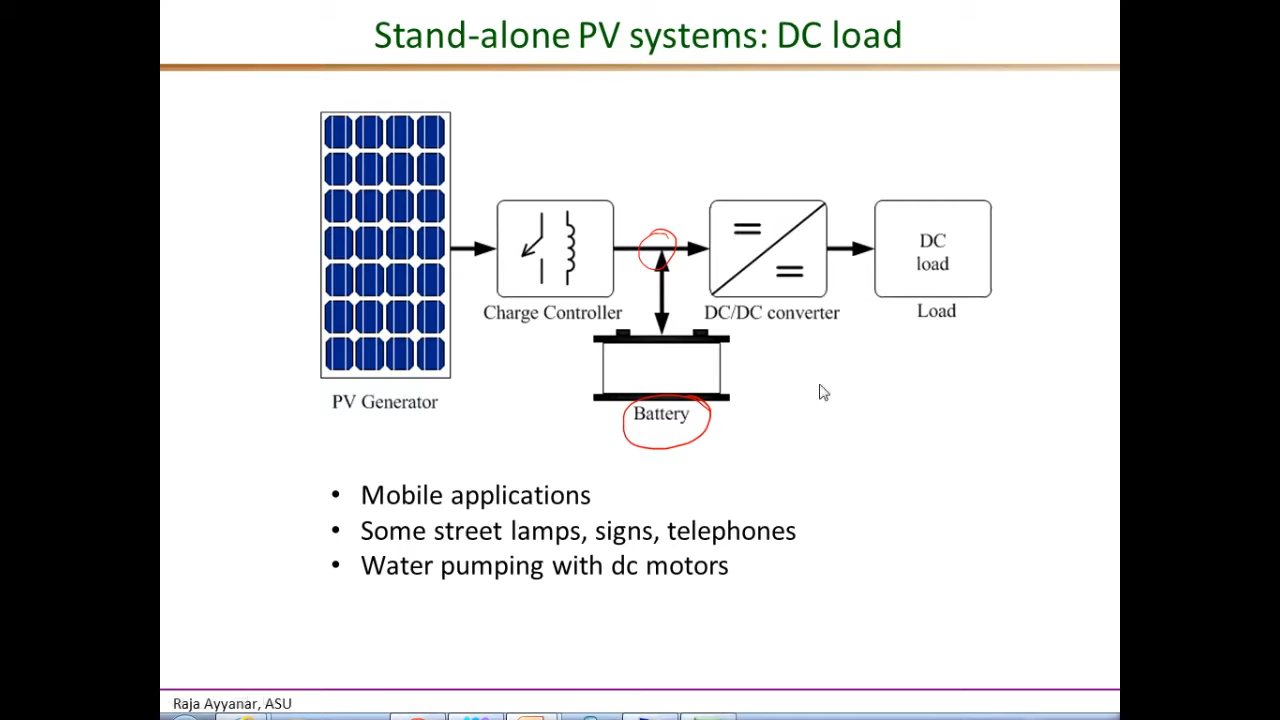 Stand-alone PV systems: DC load
DC
load
Charge Controller
DC/DC converter
Load
PV Generator
Battery
• Mobile applications
• Some street lamps, signs, telephones
• Water pumping with dc motors
Raja Ayyanar, ASU